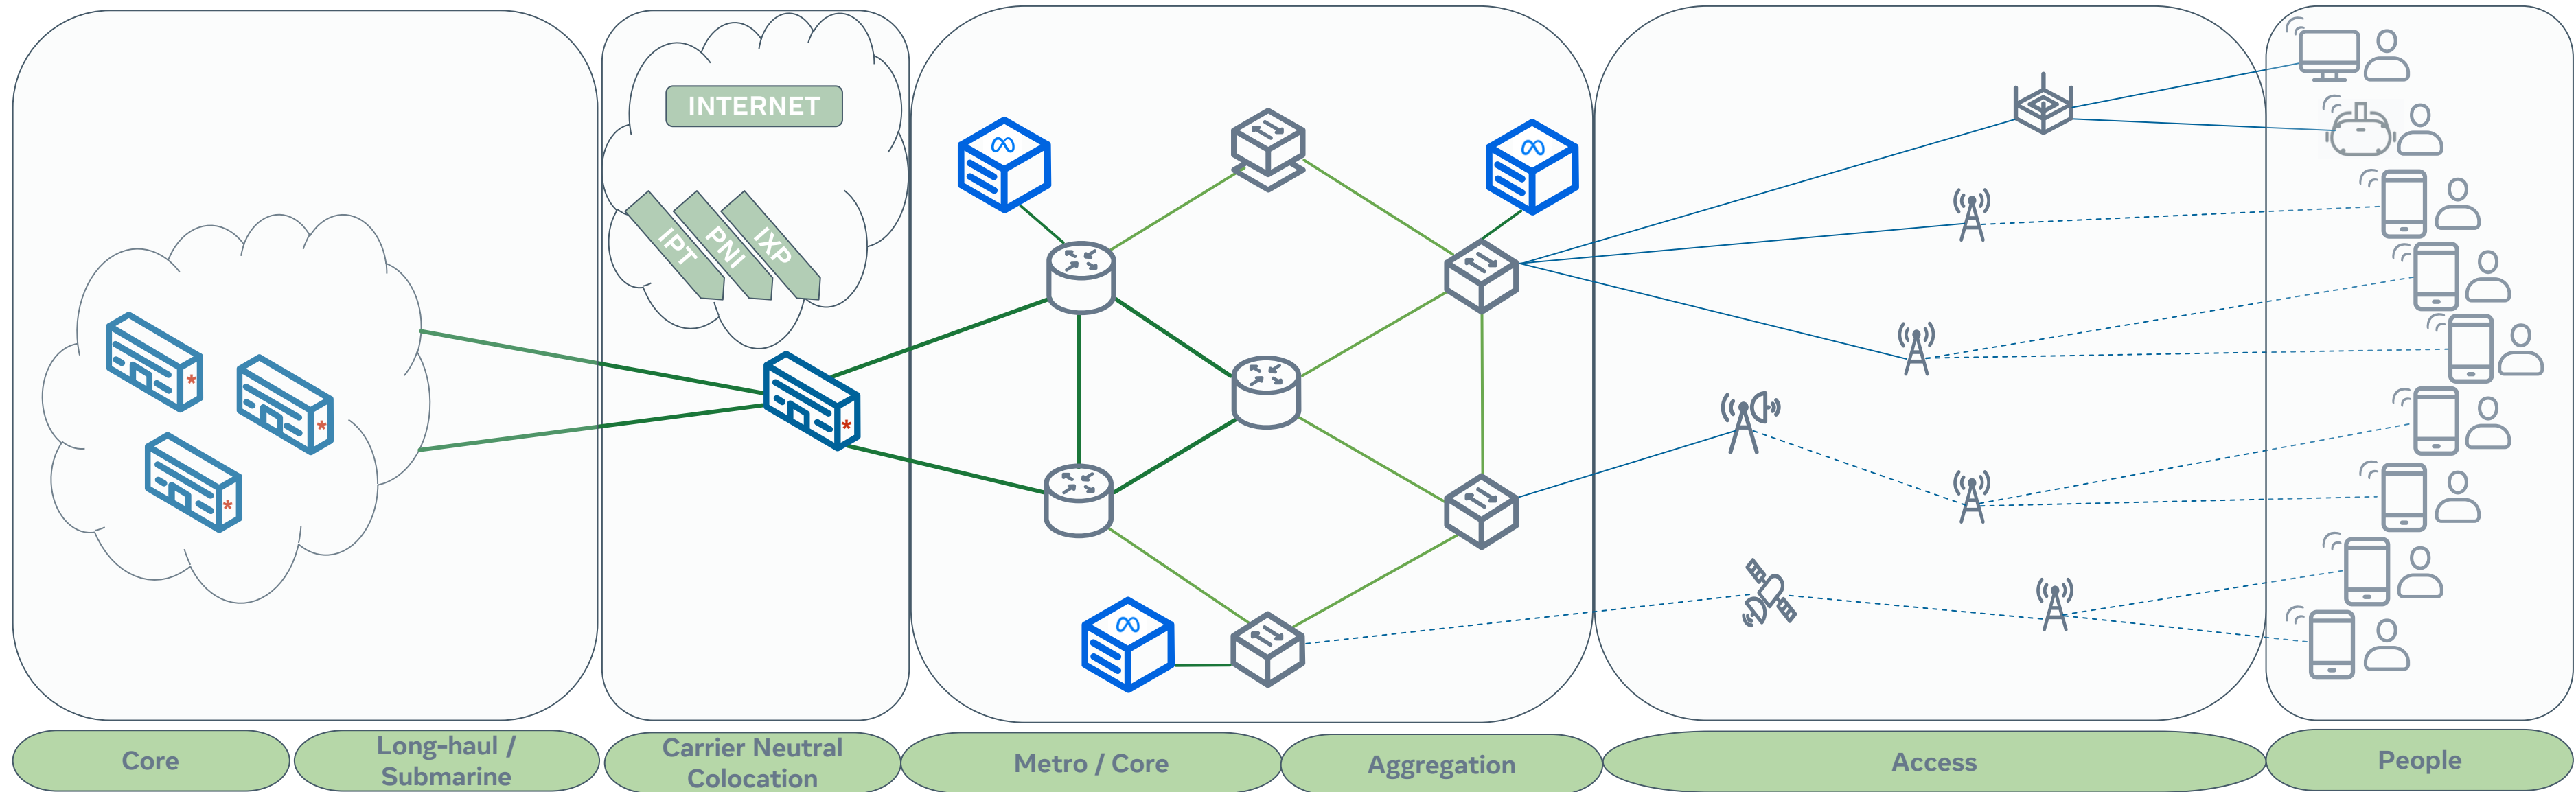 INTERNET
IPT
PNI
IXP
*
*
*
*
Core
Long-haul /
Submarine
Carrier Neutral
Colocation
Metro / Core
Aggregation
Access
People